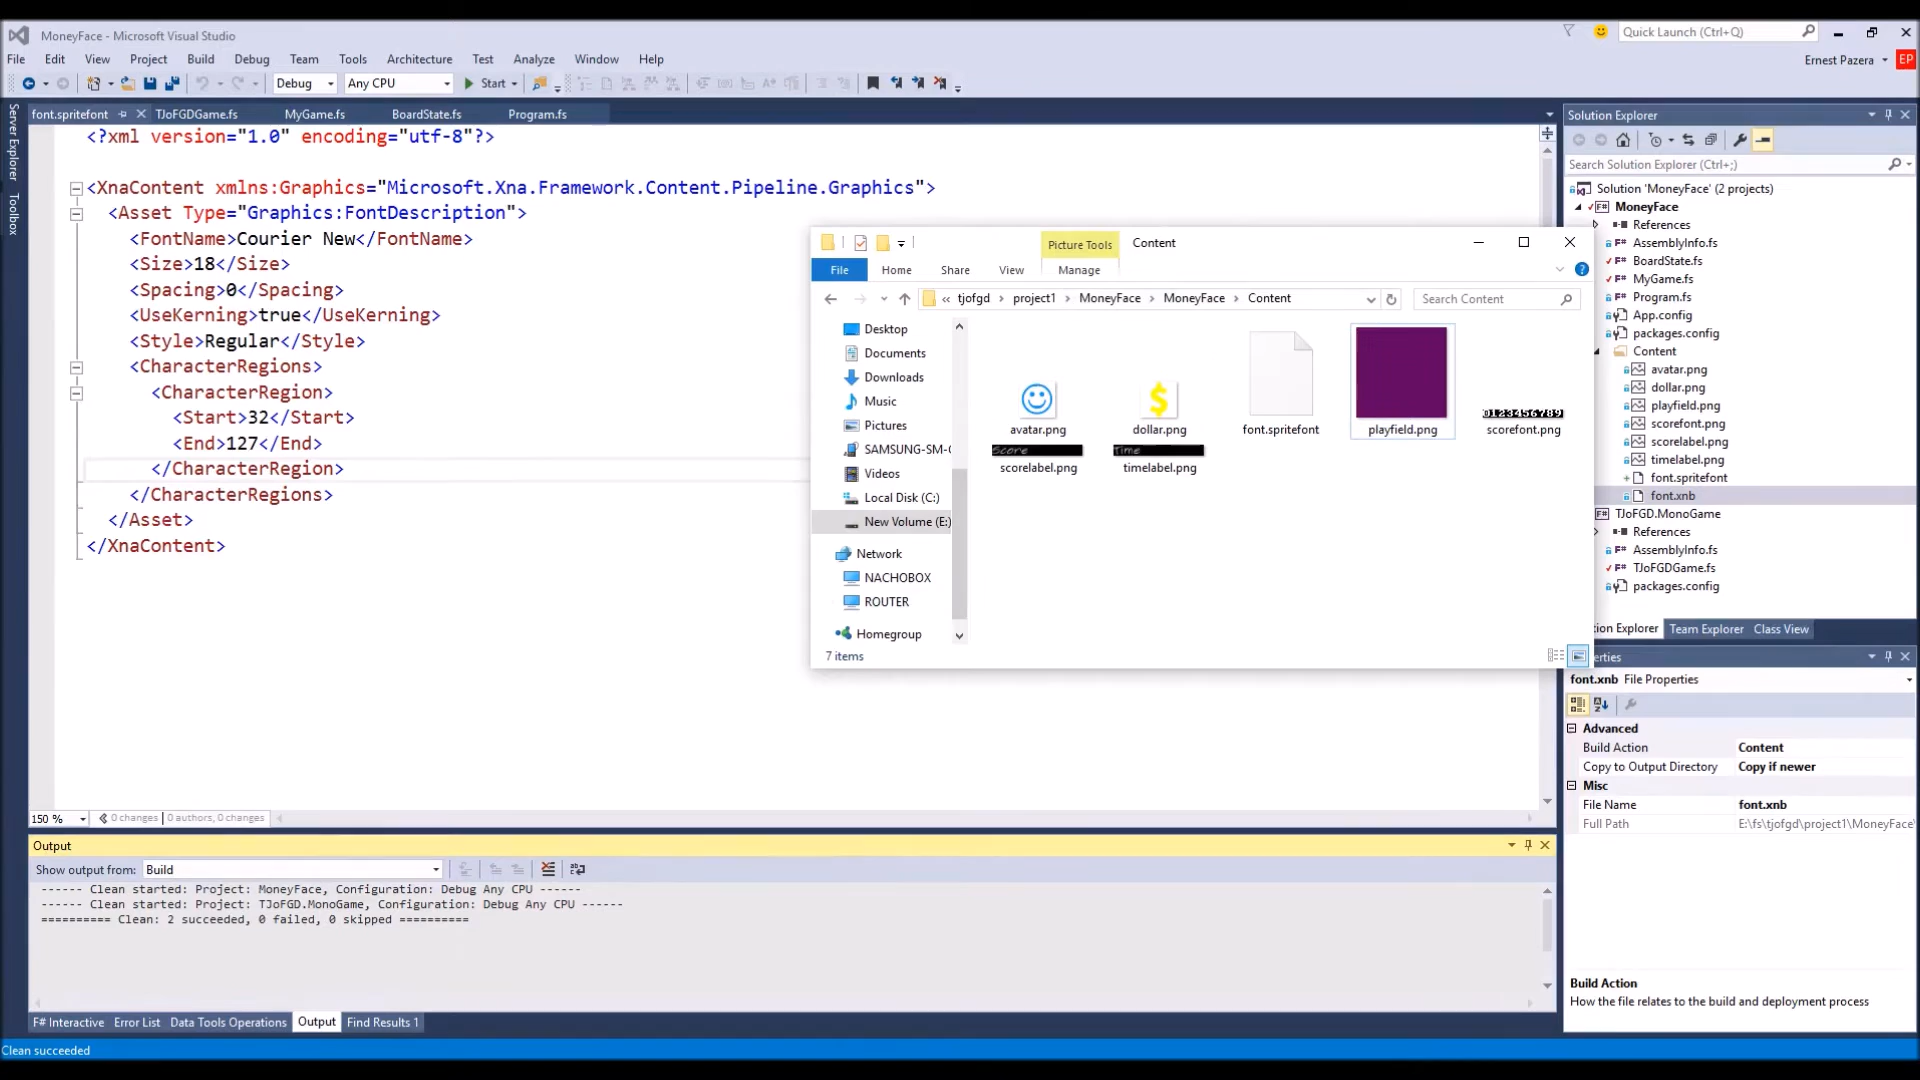 MoneyFace - Microsoft Visual Studio
Quick Launch (Ctrl+Q)
File Edit View Project Build Debug Team Tools Architecture Test Analyze Window Help
Ernest Pazera EP
Debug Any CPU Start
Server Explorer
Toolbox
font.spritefont TJoFGDGame.fs MyGame.fs BoardState.fs Program.fs
<?xml version="1.0" encoding="utf-8"?>
<XnaContent xmlns:Graphics="Microsoft.Xna.Framework.Content.Pipeline.Graphics">
<Asset Type="Graphics:FontDescription">
<FontName>Courier New</FontName>
<Size>18</Size>
<Spacing>0</Spacing>
<UseKerning>true</UseKerning>
<Style>Regular</Style>
<CharacterRegions>
<CharacterRegion>
<Start>32</Start>
<End>127</End>
</CharacterRegion>
</CharacterRegions>
</Asset>
</XnaContent>
150 % 0 changes | 0 authors, 0 changes
Picture Tools Content
File Home Share View Manage
« tjofgd › project1 › MoneyFace › MoneyFace › Content
Search Content
Desktop
Documents
Downloads
Music
Pictures
SAMSUNG-SM-
Videos
Local Disk (C:)
New Volume (E:)
Network
NACHOBOX
ROUTER
Homegroup
0123456789
avatar.png dollar.png font.spritefont playfield.png scorefont.png
Score Time
scorelabel.png timelabel.png
7 items
Solution Explorer
Search Solution Explorer (Ctrl+;)
Solution 'MoneyFace' (2 projects)
MoneyFace
References
AssemblyInfo.fs
BoardState.fs
MyGame.fs
Program.fs
App.config
packages.config
Content
avatar.png
dollar.png
playfield.png
scorefont.png
scorelabel.png
timelabel.png
font.spritefont
font.xnb
TJoFGD.MonoGame
References
AssemblyInfo.fs
TJoFGDGame.fs
packages.config
tion Explorer Team Explorer Class View
erties
font.xnb File Properties
Advanced
Build Action Content
Copy to Output Directory Copy if newer
Misc
File Name font.xnb
Full Path E:\fs\tjofgd\project1\MoneyFace\
Build Action
How the file relates to the build and deployment process
Output
Show output from: Build
------ Clean started: Project: MoneyFace, Configuration: Debug Any CPU ------
------ Clean started: Project: TJoFGD.MonoGame, Configuration: Debug Any CPU ------
========== Clean: 2 succeeded, 0 failed, 0 skipped ==========
F# Interactive Error List Data Tools Operations Output Find Results 1
Clean succeeded